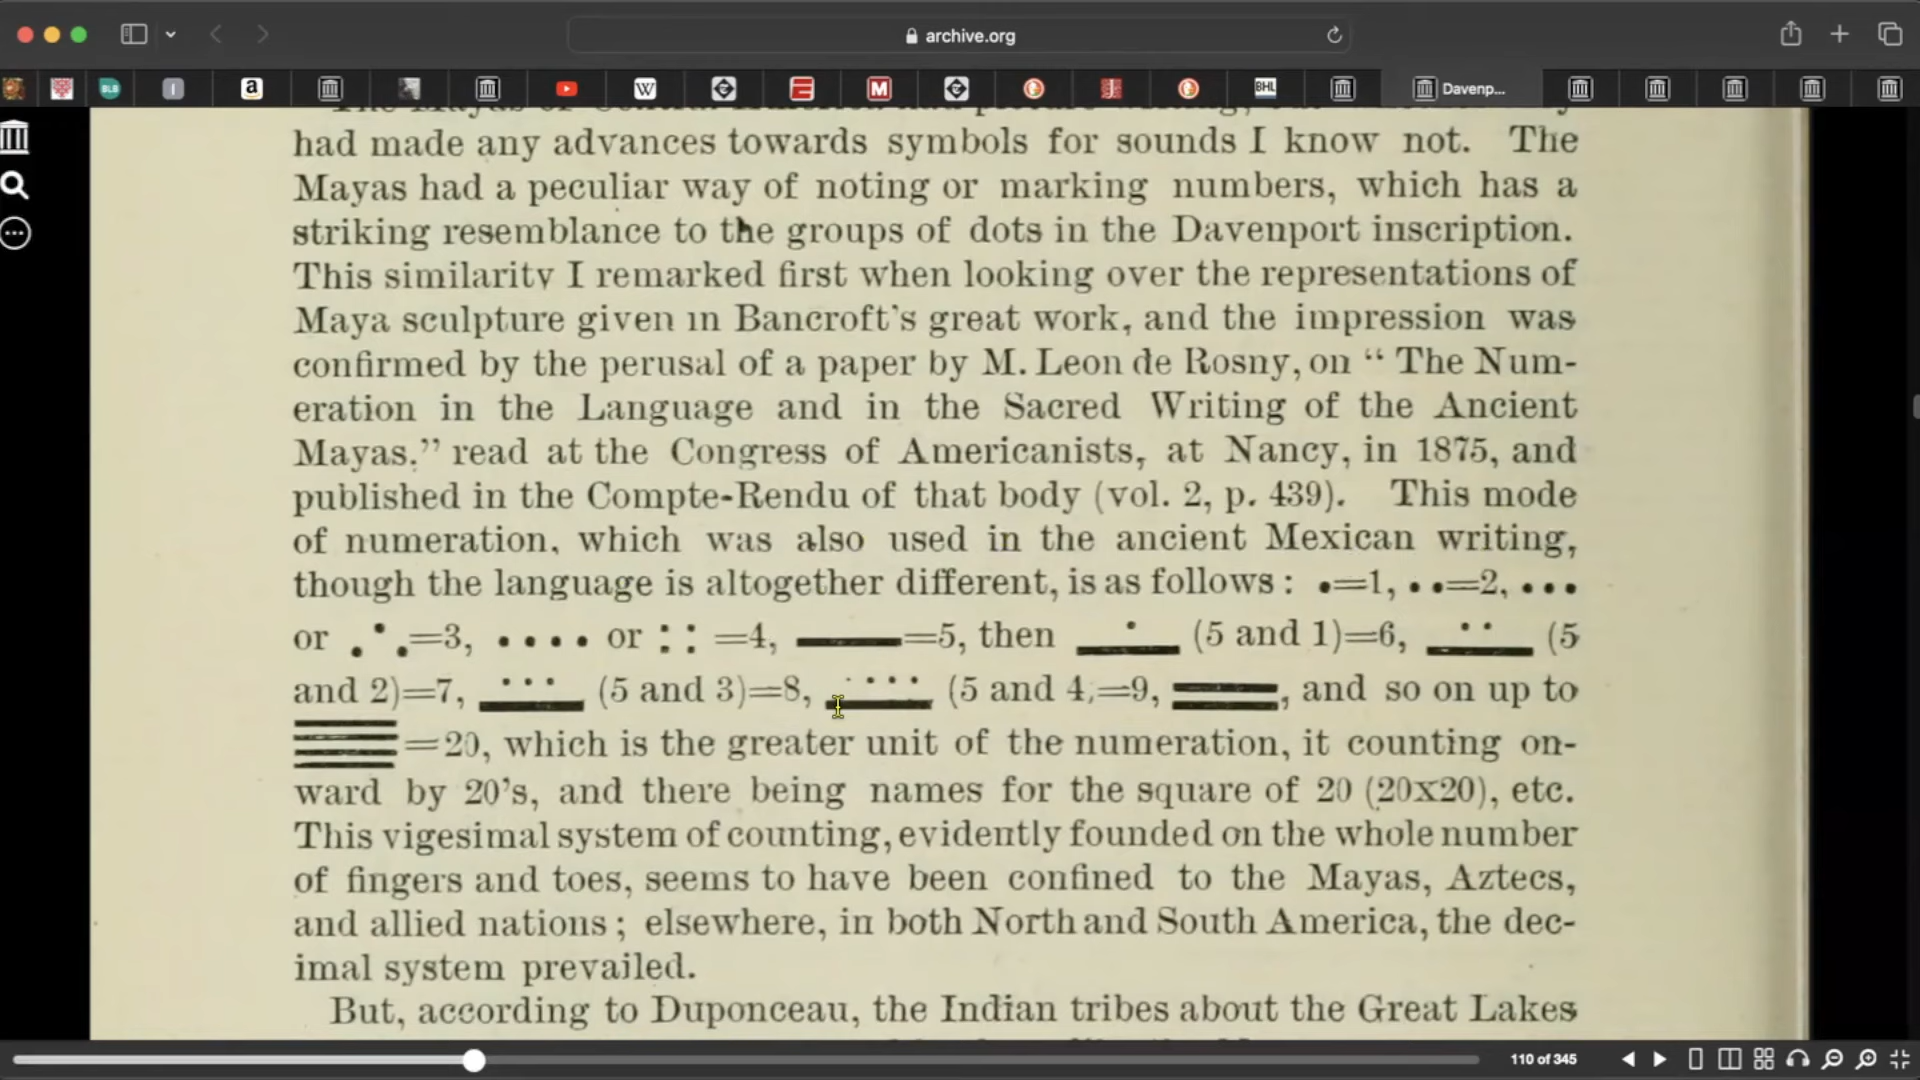 archive.org
BLB
W
M
BHL
Davenp...
had made any advances towards symbols for sounds I know not. The
Mayas had a peculiar way of noting or marking numbers, which has a
striking resemblance to the groups of dots in the Davenport inscription.
This similarity I remarked first when looking over the representations of
Maya sculpture given in Bancroft's great work, and the impression was
confirmed by the perusal of a paper by M. Leon de Rosny, on “ The Num-
eration in the Language and in the Sacred Writing of the Ancient
Mayas.” read at the Congress of Americanists, at Nancy, in 1875, and
published in the Compte-Rendu of that body (vol. 2, p. 439). This mode
of numeration, which was also used in the ancient Mexican writing,
though the language is altogether different, is as follows : •=1, • •=2, • • •
or . • .=3, • • • • or : : =4, ——=5, then (5 and 1)=6, (5
and 2)=7, (5 and 3)=8, (5 and 4,=9, , and so on up to
=20, which is the greater unit of the numeration, it counting on-
ward by 20's, and there being names for the square of 20 (20x20), etc.
This vigesimal system of counting, evidently founded on the whole number
of fingers and toes, seems to have been confined to the Mayas, Aztecs,
and allied nations ; elsewhere, in both North and South America, the dec-
imal system prevailed.
But, according to Duponceau, the Indian tribes about the Great Lakes
110 of 345